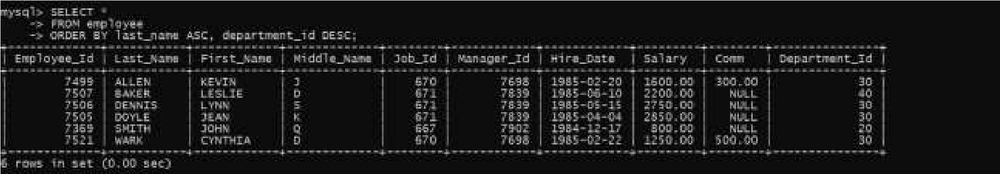 mysql> SELECT *
-> FROM employee
-> ORDER BY last_name ASC, department_id DESC;
| Employee_Id | Last_Name | First_Name | Middle_Name | Job_Id | Manager_Id | Hire_Date | Salary | Comm | Department_Id |
| 7499 | ALLEN | KEVIN | J | 670 | 7698 | 1985-02-20 | 1600.00 | 300.00 | 30 |
| 7507 | BAKER | LESLIE | D | 671 | 7839 | 1985-06-10 | 2200.00 | NULL | 40 |
| 7506 | DENNIS | LYNN | S | 671 | 7839 | 1985-05-15 | 2750.00 | NULL | 30 |
| 7505 | DOYLE | JEAN | K | 671 | 7839 | 1985-04-04 | 2850.00 | NULL | 30 |
| 7369 | SMITH | JOHN | Q | 667 | 7902 | 1984-12-17 | 800.00 | NULL | 20 |
| 7521 | WARK | CYNTHIA | D | 670 | 7698 | 1985-02-22 | 1250.00 | 500.00 | 30 |
6 rows in set (0.00 sec)